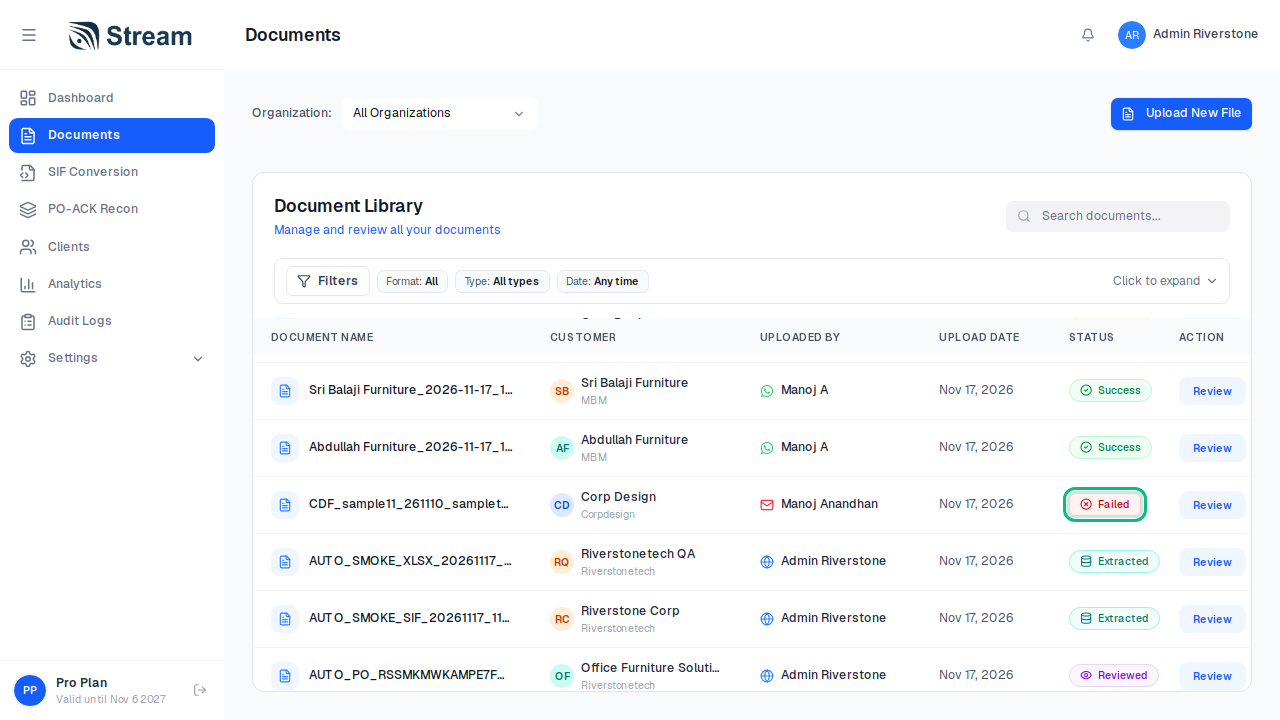 Stream
Documents
AR
Admin Riverstone
Dashboard
Documents
SIF Conversion
PO-ACK Recon
Clients
Analytics
Audit Logs
Settings
Organization:
All Organizations
Upload New File
Document Library
Manage and review all your documents
Search documents...
Filters
Format: All
Type: All types
Date: Any time
Click to expand
DOCUMENT NAME
CUSTOMER
UPLOADED BY
UPLOAD DATE
STATUS
ACTION
Sri Balaji Furniture_2026-11-17_1...
SB
Sri Balaji Furniture
MBM
Manoj A
Nov 17, 2026
Success
Review
Abdullah Furniture_2026-11-17_1...
AF
Abdullah Furniture
MBM
Manoj A
Nov 17, 2026
Success
Review
CDF_sample11_261110_samplet...
CD
Corp Design
Corpdesign
Manoj Anandhan
Nov 17, 2026
Failed
Review
AUTO_SMOKE_XLSX_20261117_...
RQ
Riverstonetech QA
Riverstonetech
Admin Riverstone
Nov 17, 2026
Extracted
Review
AUTO_SMOKE_SIF_20261117_11...
RC
Riverstone Corp
Riverstonetech
Admin Riverstone
Nov 17, 2026
Extracted
Review
AUTO_PO_RSSMKMWKAMPE7F...
OF
Office Furniture Soluti...
Riverstonetech
Admin Riverstone
Nov 17, 2026
Reviewed
Review
PP
Pro Plan
Valid until Nov 6 2027